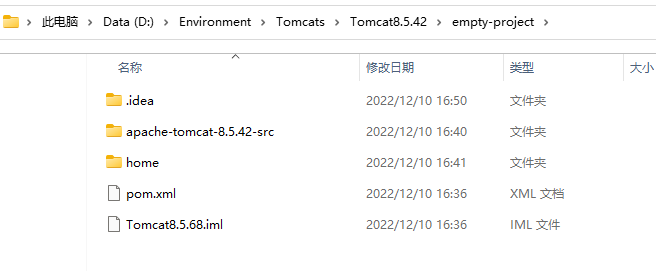 此电脑 > Data (D:) > Environment > Tomcats > Tomcat8.5.42 > empty-project >
名称 修改日期 类型 大小
.idea 2022/12/10 16:50 文件夹
apache-tomcat-8.5.42-src 2022/12/10 16:40 文件夹
home 2022/12/10 16:41 文件夹
pom.xml 2022/12/10 16:36 XML 文档
Tomcat8.5.68.iml 2022/12/10 16:36 IML 文件